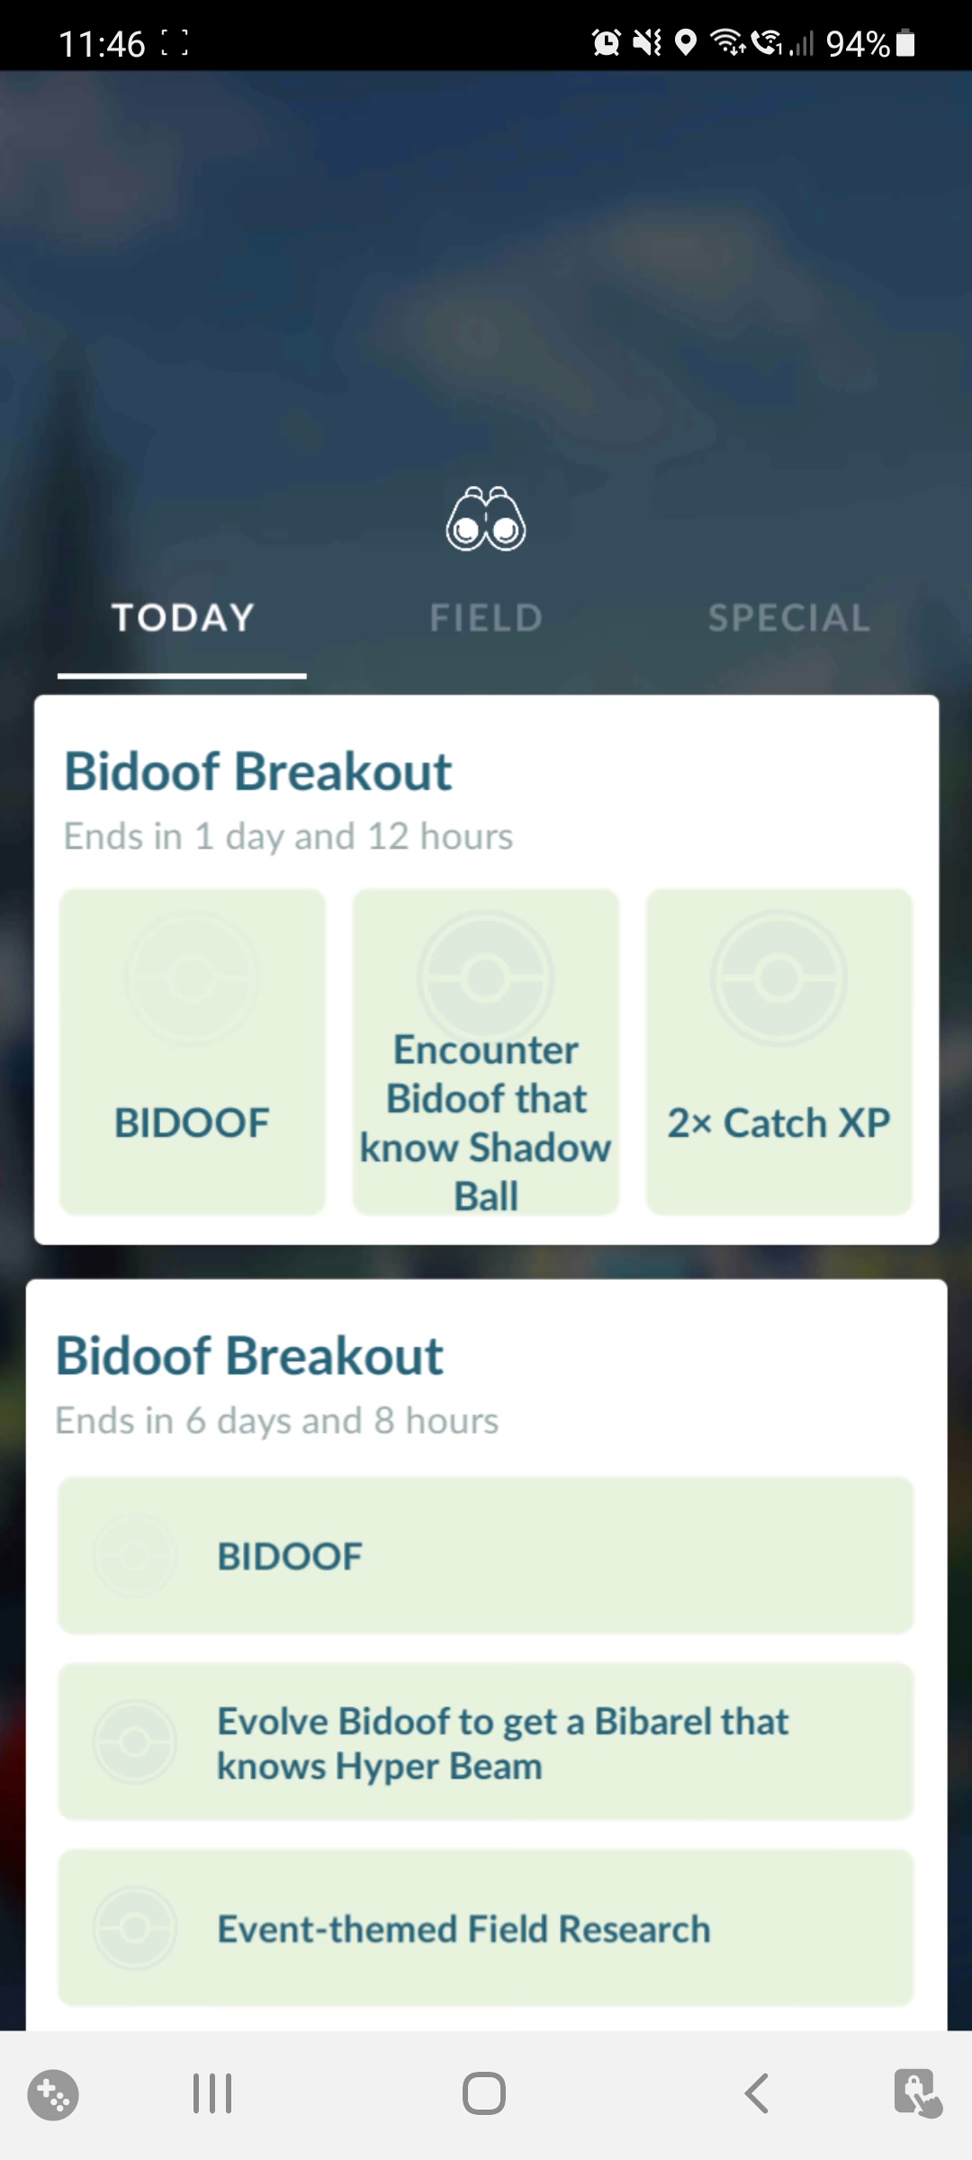 11:46
94%
TODAY
FIELD
SPECIAL
Bidoof Breakout
Ends in 1 day and 12 hours
BIDOOF
Encounter
Bidoof that
know Shadow
Ball
2× Catch XP
Bidoof Breakout
Ends in 6 days and 8 hours
BIDOOF
Evolve Bidoof to get a Bibarel that
knows Hyper Beam
Event-themed Field Research